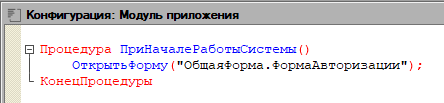 Конфигурация: Модуль приложения
Процедура ПриНачалеРаботыСистемы()
ОткрытьФорму("ОбщаяФорма.ФормаАвторизации");
КонецПроцедуры